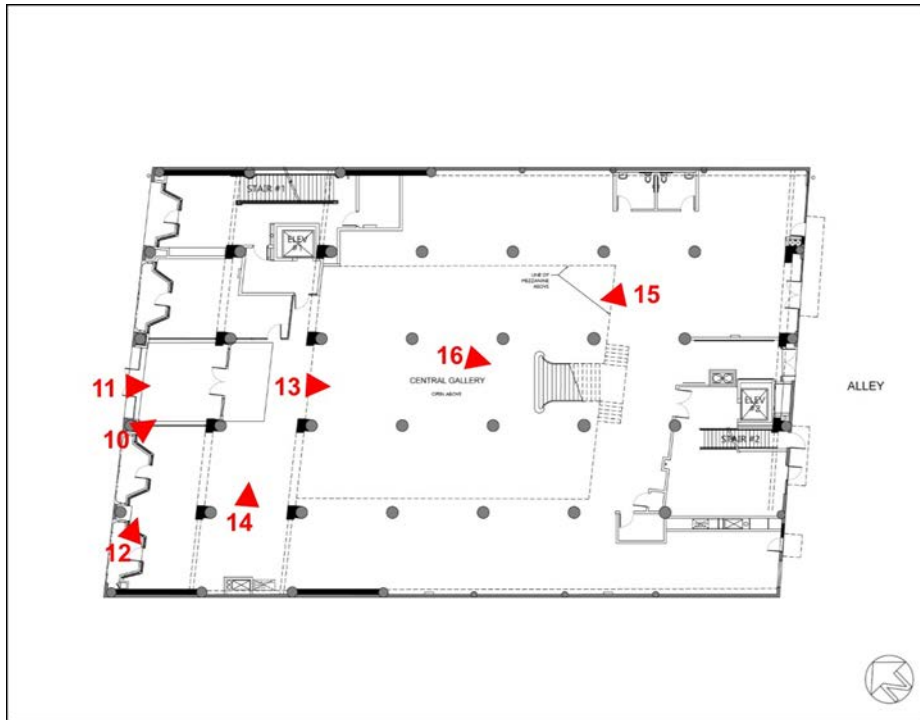 STAIR #1
ELEV
#1
LINE OF
MEZZANINE
ABOVE
15
16
11
13
CENTRAL GALLERY
OPEN ABOVE
ALLEY
ELEV
#2
10
STAIR #2
14
12
N